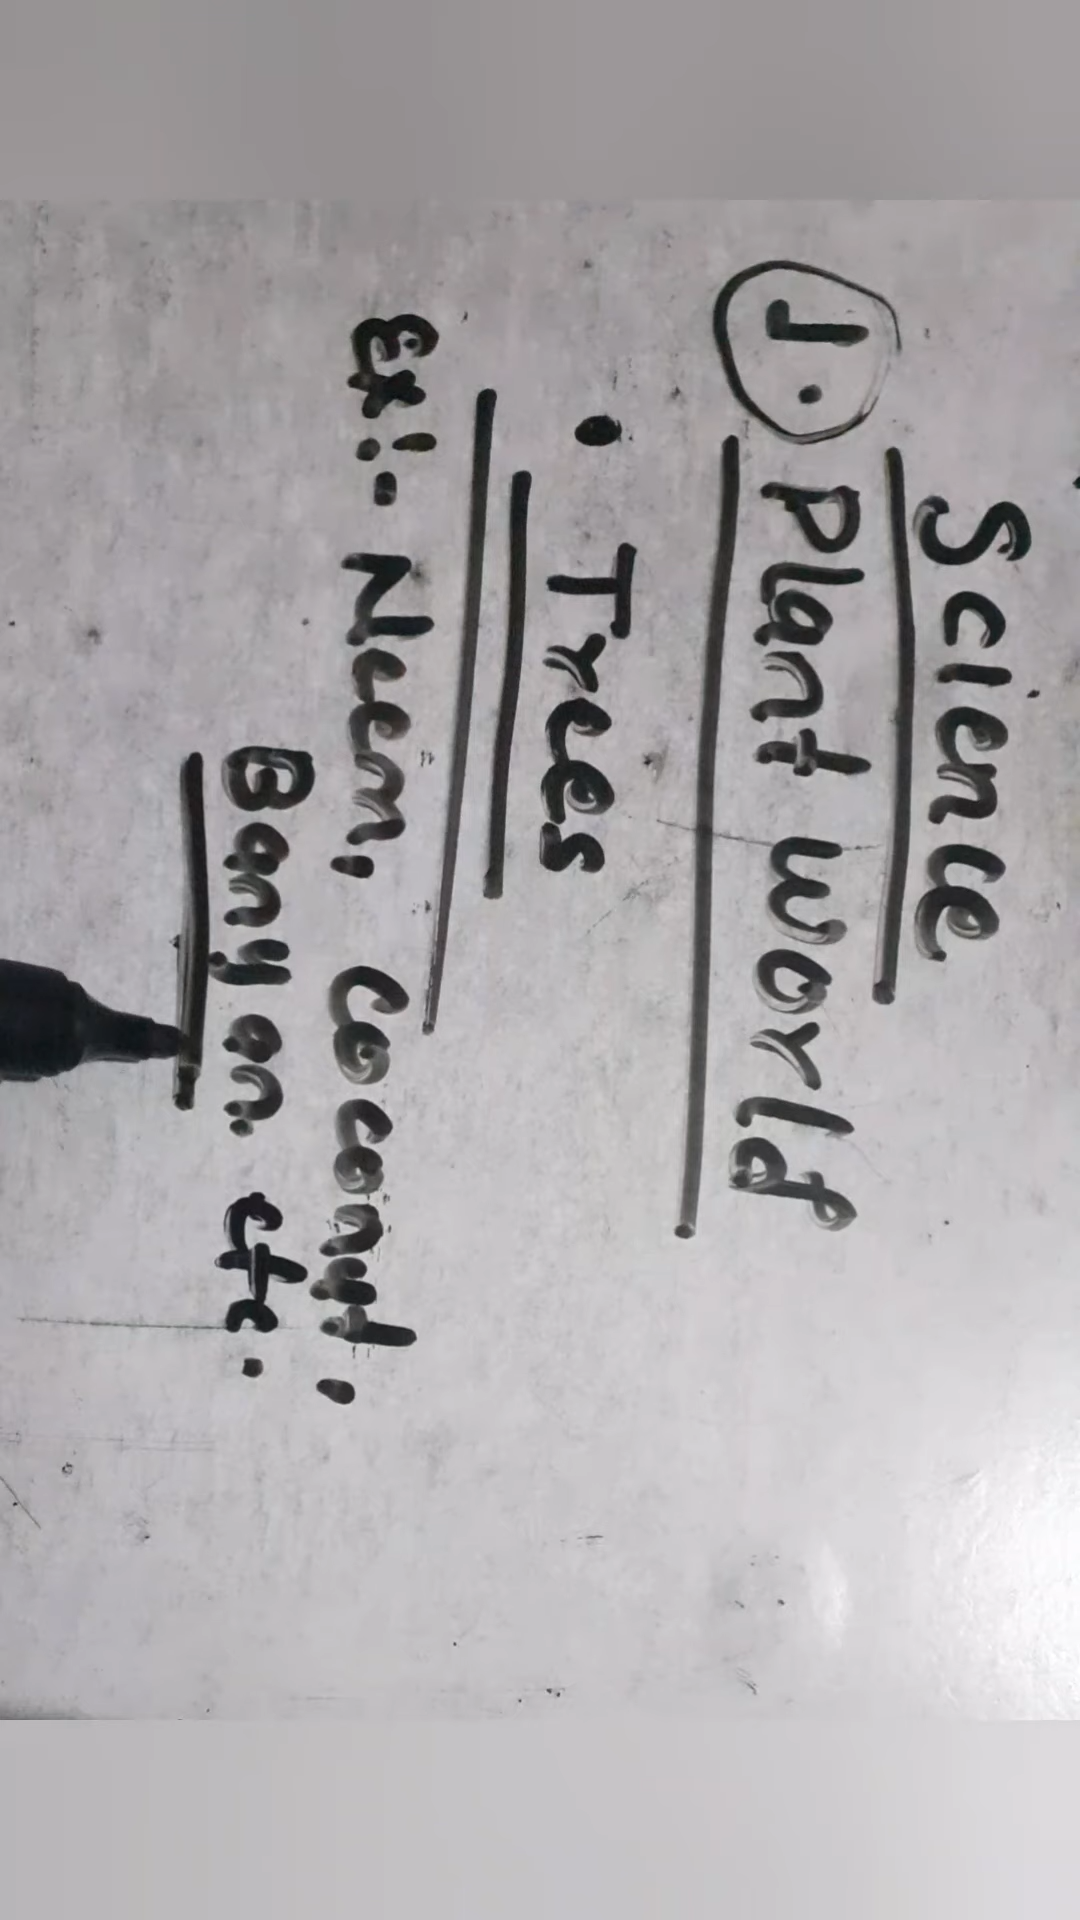 Science
1. Plant world
• Trees
Ex:- Neem, Coconut,
Banyan etc.